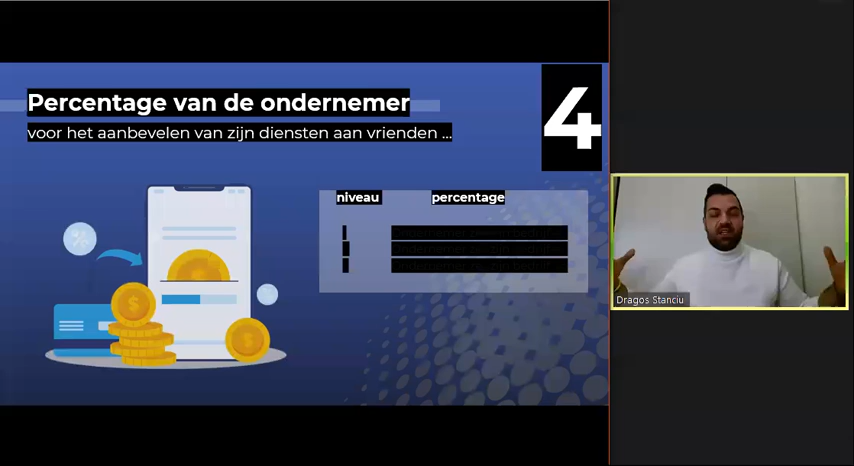 Percentage van de ondernemer
voor het aanbevelen van zijn diensten aan vrienden ...
4
niveau percentage
Dragos Stanciu